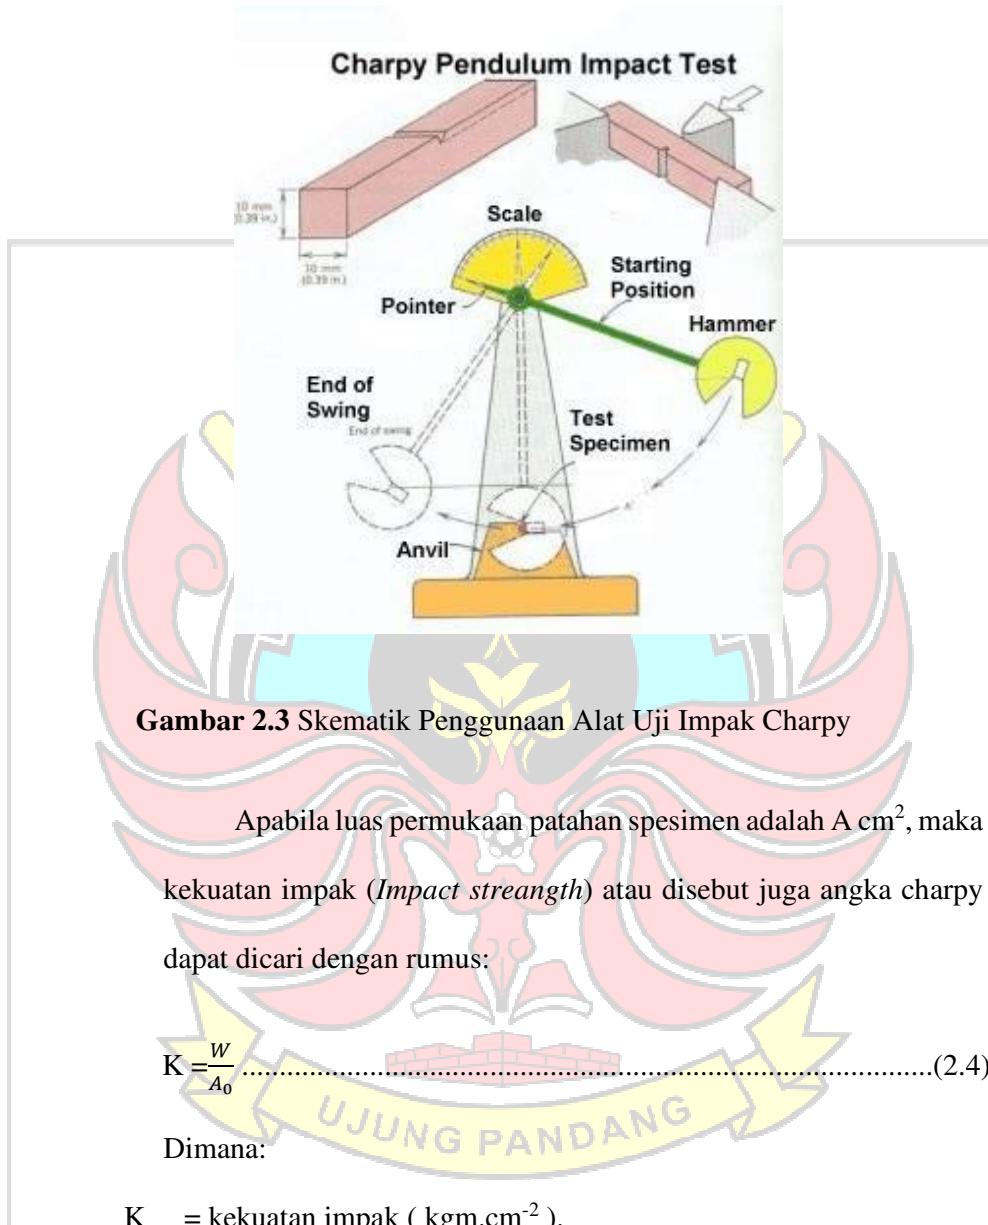 Charpy Pendulum Impact Test
10 mm
(0.39 in.)
10 mm
(0.39 in.)
Scale
Starting
Position
Pointer
Hammer
End of
Swing
End of swing
Test
Specimen
Anvil
Gambar 2.3 Skematik Penggunaan Alat Uji Impak Charpy
Apabila luas permukaan patahan spesimen adalah A cm², maka
kekuatan impak (Impact streangth) atau disebut juga angka charpy
dapat dicari dengan rumus:
K = W/A₀ ..........................................................................................(2.4)
UJUNG PANDANG
Dimana:
K = kekuatan impak ( kgm.cm⁻² ).